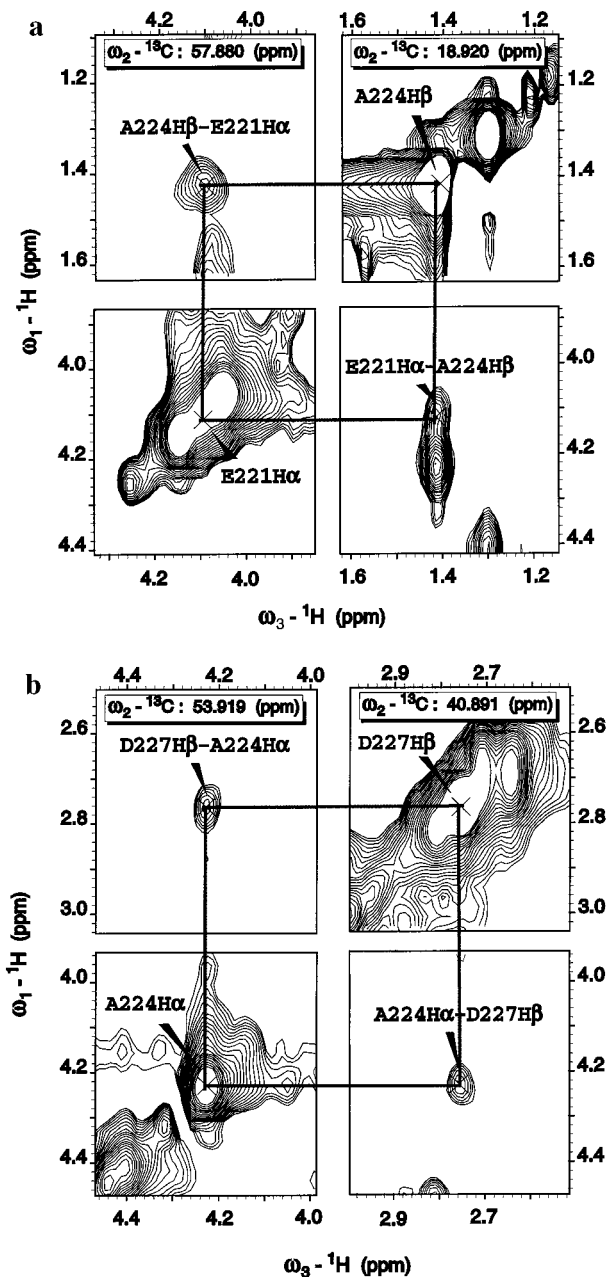 a
4.2 4.0
1.6 1.4 1.2
ω₂ - ¹³C : 57.880 (ppm)
ω₂ - ¹³C : 18.920 (ppm)
1.2
1.4
1.6
A224Hβ-E221Hα
A224Hβ
1.2
1.4
1.6
ω₁ - ¹H (ppm)
4.0
4.2
4.4
E221Hα
E221Hα-A224Hβ
4.0
4.2
4.4
4.2 4.0
1.6 1.4 1.2
ω₃ - ¹H (ppm)
b
4.4 4.2 4.0
2.9 2.7
ω₂ - ¹³C : 53.919 (ppm)
ω₂ - ¹³C : 40.891 (ppm)
2.6
2.8
3.0
D227Hβ-A224Hα
D227Hβ
2.6
2.8
3.0
ω₁ - ¹H (ppm)
4.0
4.2
4.4
A224Hα
A224Hα-D227Hβ
4.0
4.2
4.4
4.4 4.2 4.0
2.9 2.7
ω₃ - ¹H (ppm)